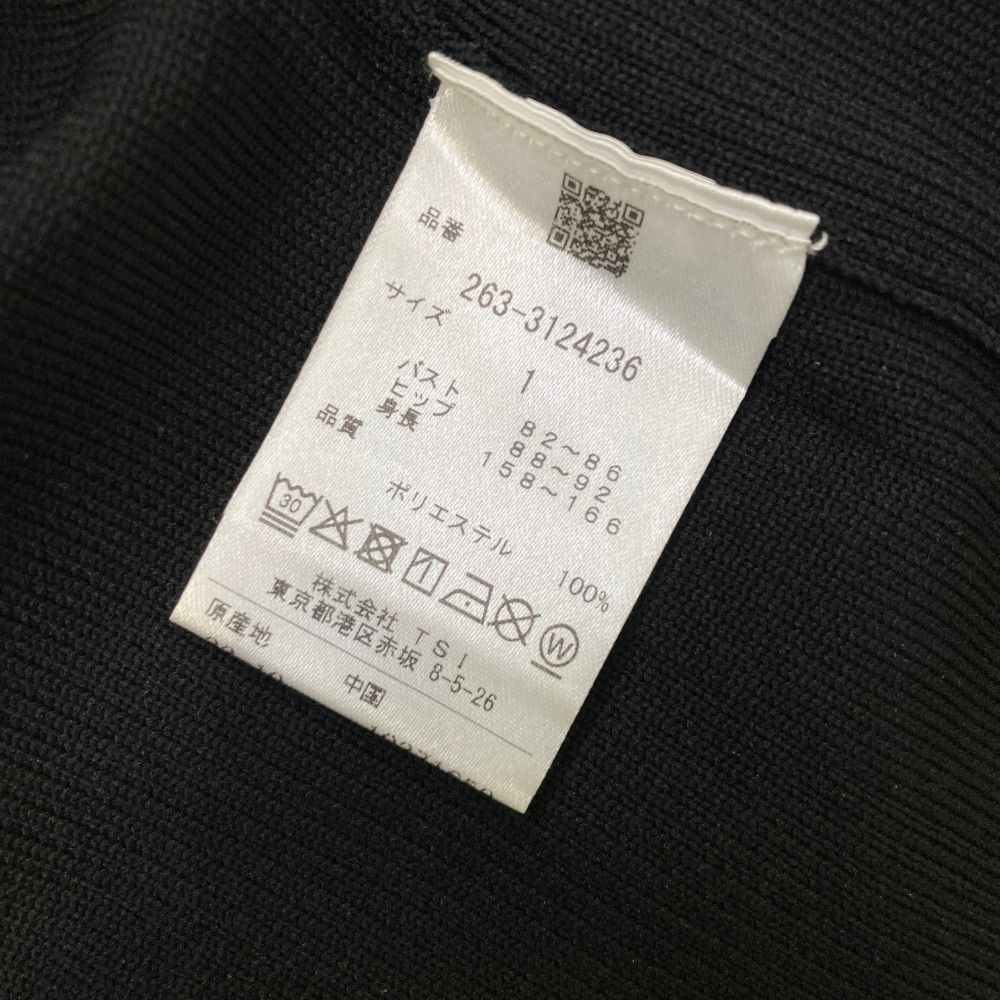 品番
263-3124236
サイズ
1
バスト 82~86
ヒップ 88~92
身長 158~166
品質
ポリエステル 100%
30
W
株式会社 TSI
東京都港区赤坂 8-5-26
原産地
中国